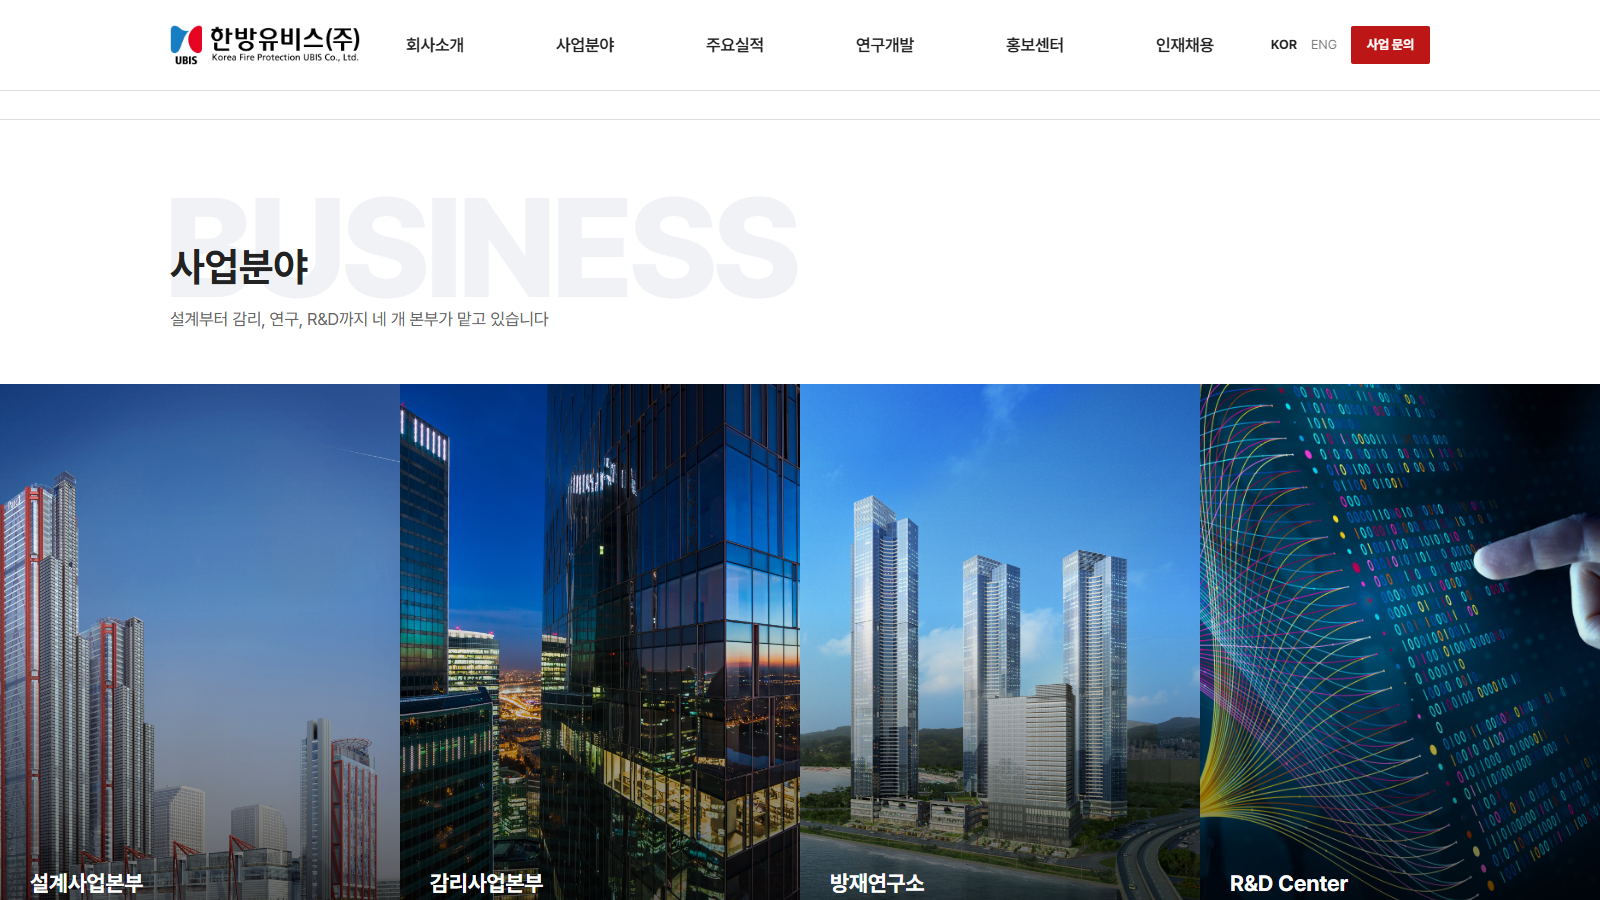 UBIS
한방유비스(주)
Korea Fire Protection UBIS Co., Ltd.
회사소개
사업분야
주요실적
연구개발
홍보센터
인재채용
KOR
ENG
사업 문의
BUSINESS
사업분야
설계부터 감리, 연구, R&D까지 네 개 본부가 맡고 있습니다
설계사업본부
감리사업본부
방재연구소
R&D Center